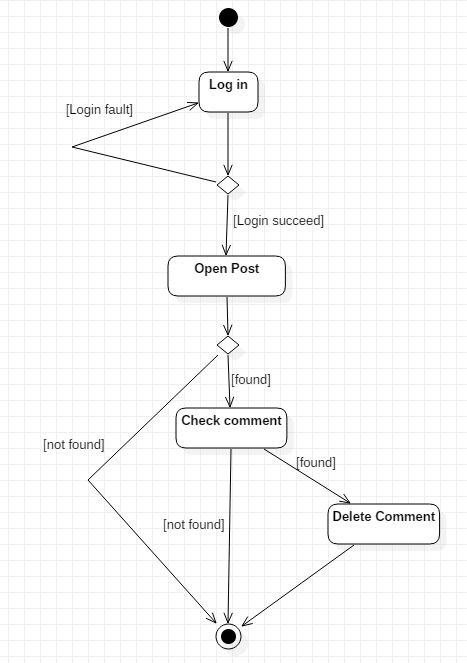 Log in
[Login fault]
[Login succeed]
Open Post
[found]
Check comment
[not found]
[found]
Delete Comment
[not found]